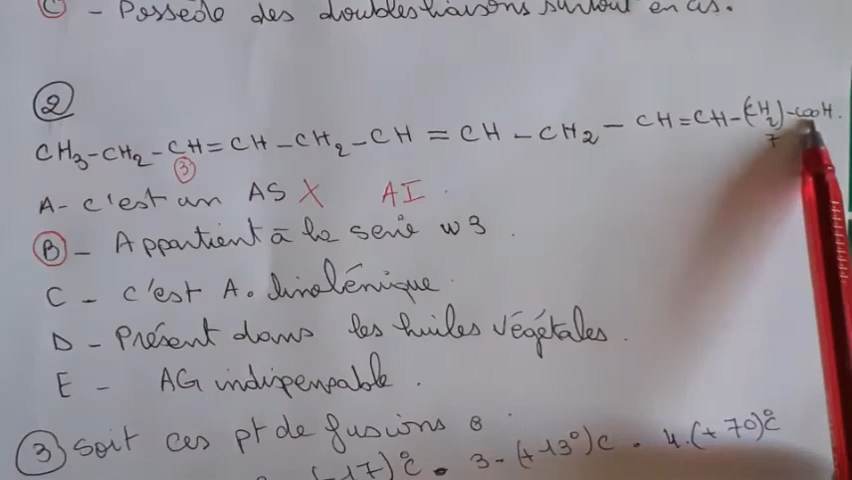 C - Possède des doubles liaisons surtout en cis.
2
CH3-CH2-CH=CH-CH2-CH=CH-CH2-CH=CH-(CH2)7-COOH.
3
A- c'est un AS X AI.
B - Appartient à la serie w3.
C - c'est A. linolénique.
D - Présent dans les huiles végétales.
E - AG indispensable.
3 Soit ces pt de fusions :
(-17)°C. 3-(+13°)C. 4.(+70)°C